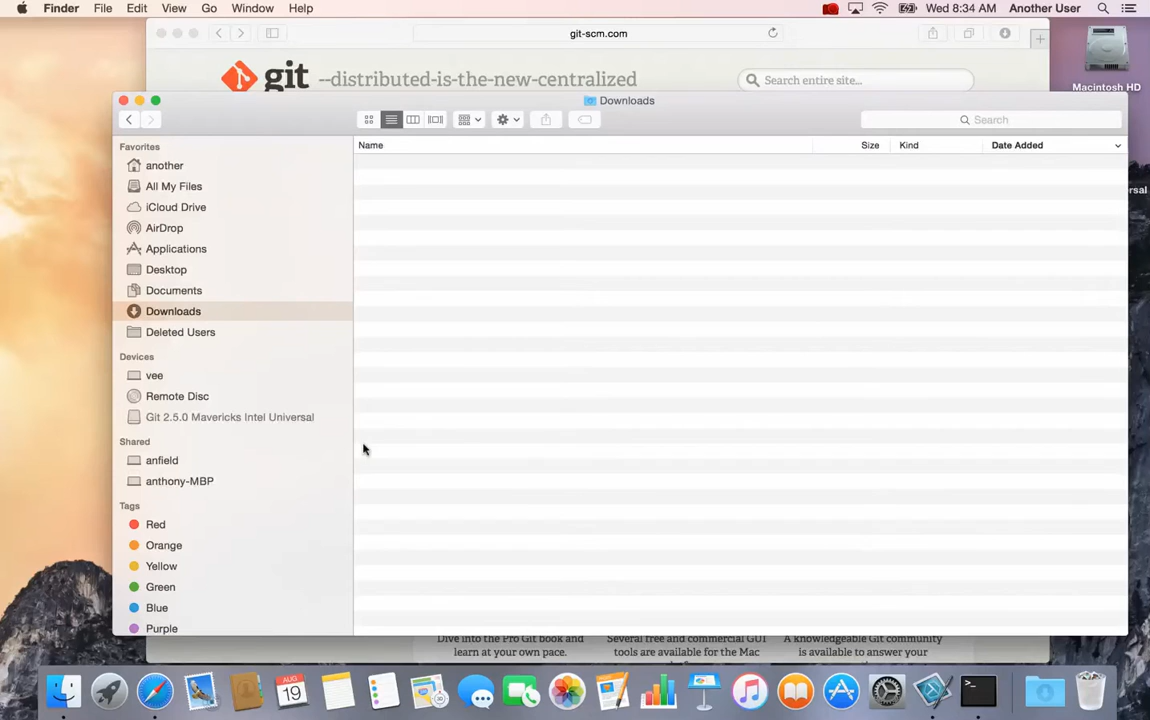 Finder File Edit View Go Window Help
Wed 8:34 AM Another User
git-scm.com
git --distributed-is-the-new-centralized
Search entire site...
Macintosh HD
Downloads
Search
Favorites
another
All My Files
iCloud Drive
AirDrop
Applications
Desktop
Documents
Downloads
Deleted Users
Devices
vee
Remote Disc
Git 2.5.0 Mavericks Intel Universal
Shared
anfield
anthony-MBP
Tags
Red
Orange
Yellow
Green
Blue
Purple
Name Size Kind Date Added
rsal
Dive into the Pro Git book and
learn at your own pace.
Several free and commercial GUI
tools are available for the Mac
A knowledgeable Git community
is available to answer your
AUG
19
3D
>_